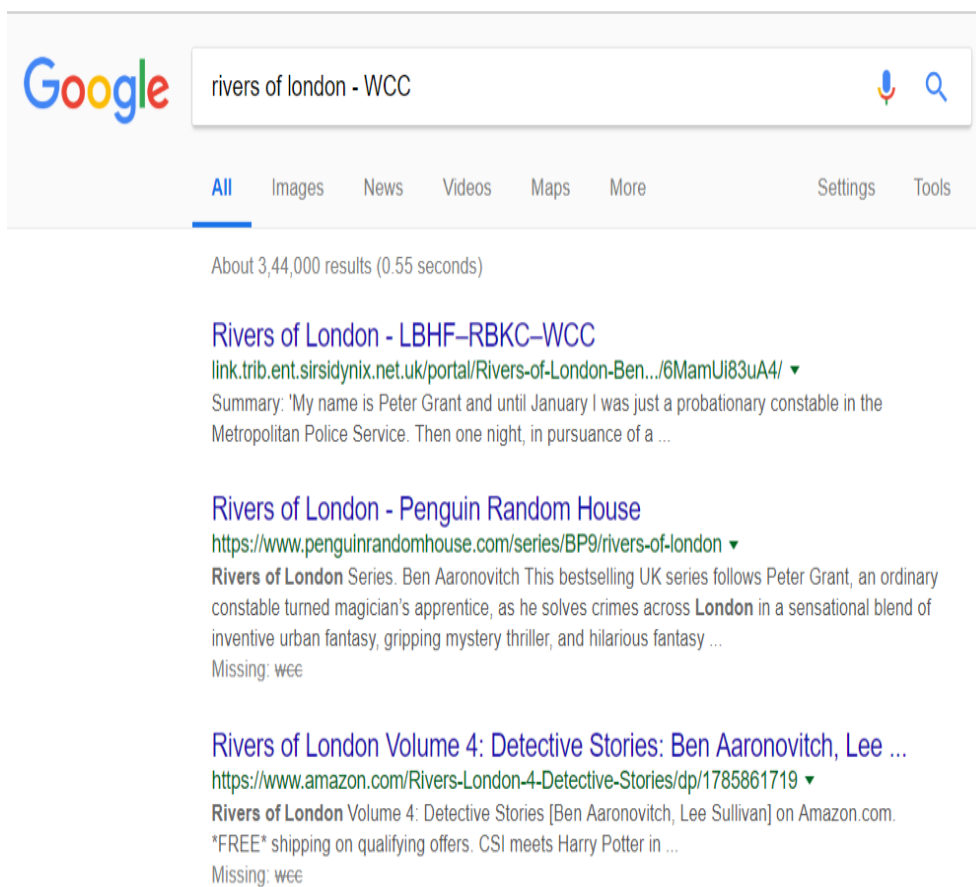 Google
rivers of london - WCC
All Images News Videos Maps More Settings Tools
About 3,44,000 results (0.55 seconds)
Rivers of London - LBHF–RBKC–WCC
link.trib.ent.sirsidynix.net.uk/portal/Rivers-of-London-Ben.../6MamUi83uA4/
Summary: 'My name is Peter Grant and until January I was just a probationary constable in the
Metropolitan Police Service. Then one night, in pursuance of a ...
Rivers of London - Penguin Random House
https://www.penguinrandomhouse.com/series/BP9/rivers-of-london
Rivers of London Series. Ben Aaronovitch This bestselling UK series follows Peter Grant, an ordinary
constable turned magician's apprentice, as he solves crimes across London in a sensational blend of
inventive urban fantasy, gripping mystery thriller, and hilarious fantasy ...
Missing: wcc
Rivers of London Volume 4: Detective Stories: Ben Aaronovitch, Lee ...
https://www.amazon.com/Rivers-London-4-Detective-Stories/dp/1785861719
Rivers of London Volume 4: Detective Stories [Ben Aaronovitch, Lee Sullivan] on Amazon.com.
*FREE* shipping on qualifying offers. CSI meets Harry Potter in ...
Missing: wcc